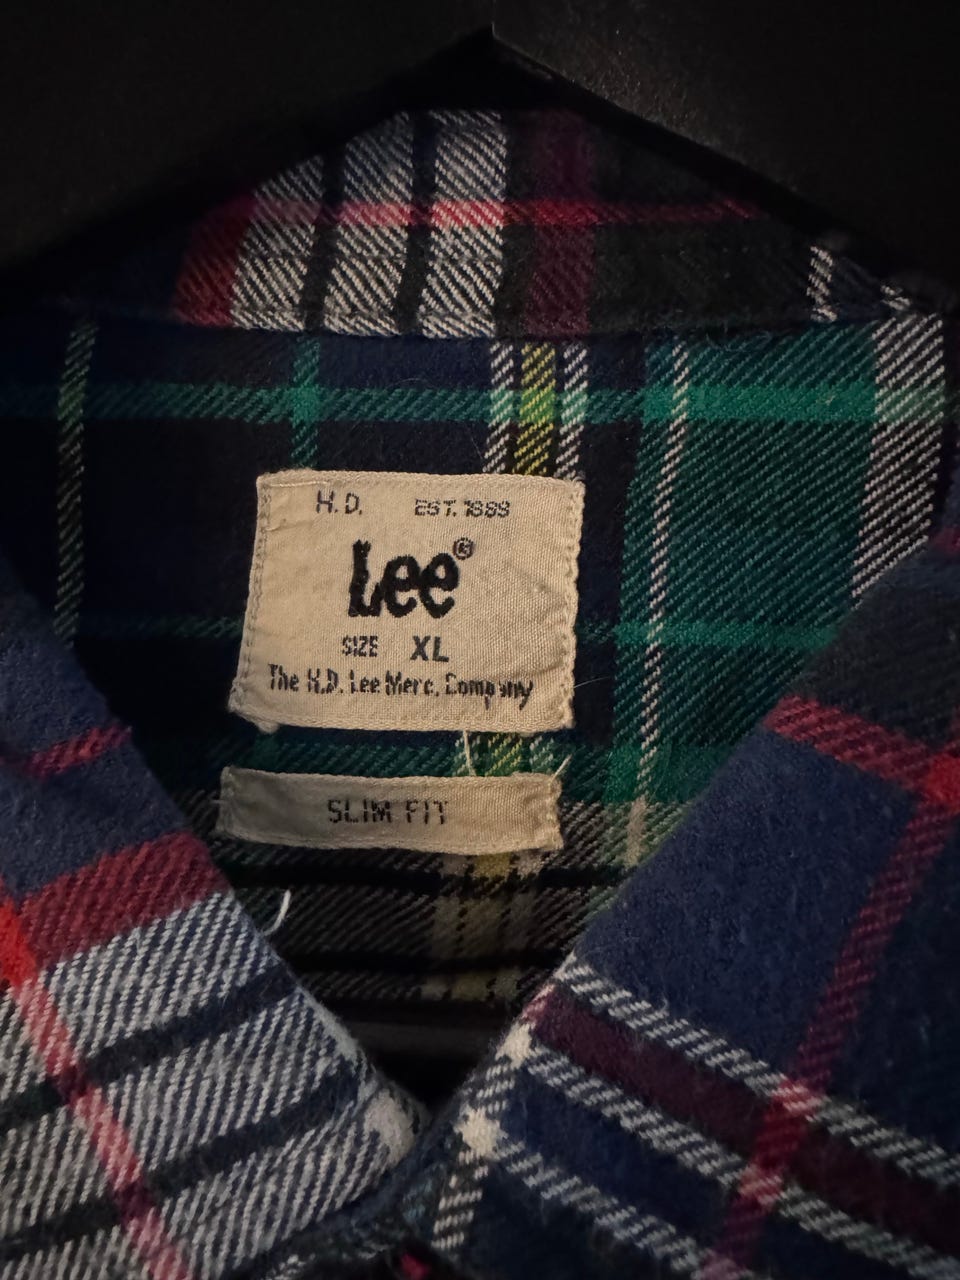 H.D. EST. 1889
Lee®
SIZE XL
The H.D. Lee Merc. Company
SLIM FIT